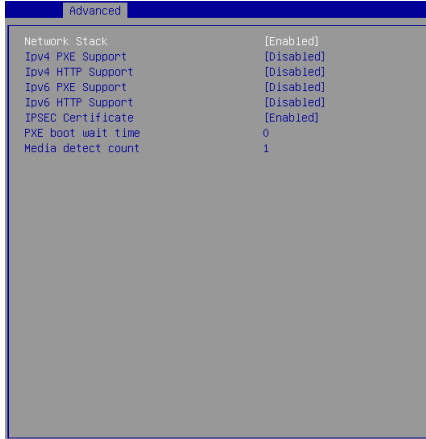 Advanced
Network Stack [Enabled]
Ipv4 PXE Support [Disabled]
Ipv4 HTTP Support [Disabled]
Ipv6 PXE Support [Disabled]
Ipv6 HTTP Support [Disabled]
IPSEC Certificate [Enabled]
PXE boot wait time 0
Media detect count 1